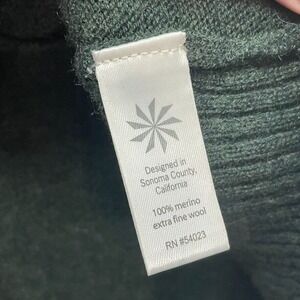 Designed in
Sonoma County,
California
100% merino
extra fine wool
RN #54023